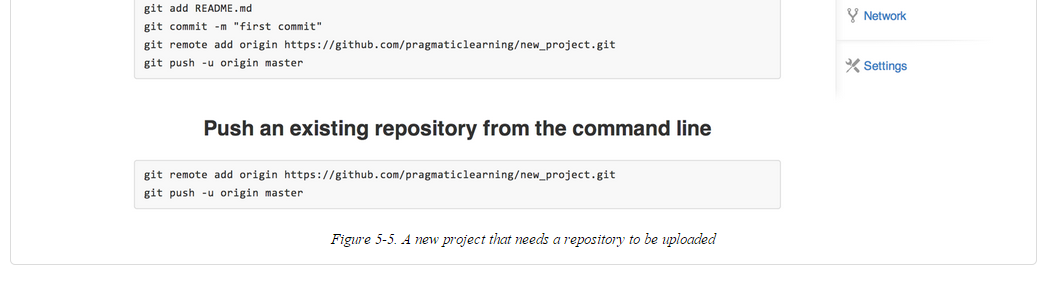 git add README.md
git commit -m "first commit"
git remote add origin https://github.com/pragmaticlearning/new_project.git
git push -u origin master
Network
Settings
Push an existing repository from the command line
git remote add origin https://github.com/pragmaticlearning/new_project.git
git push -u origin master
Figure 5-5. A new project that needs a repository to be uploaded